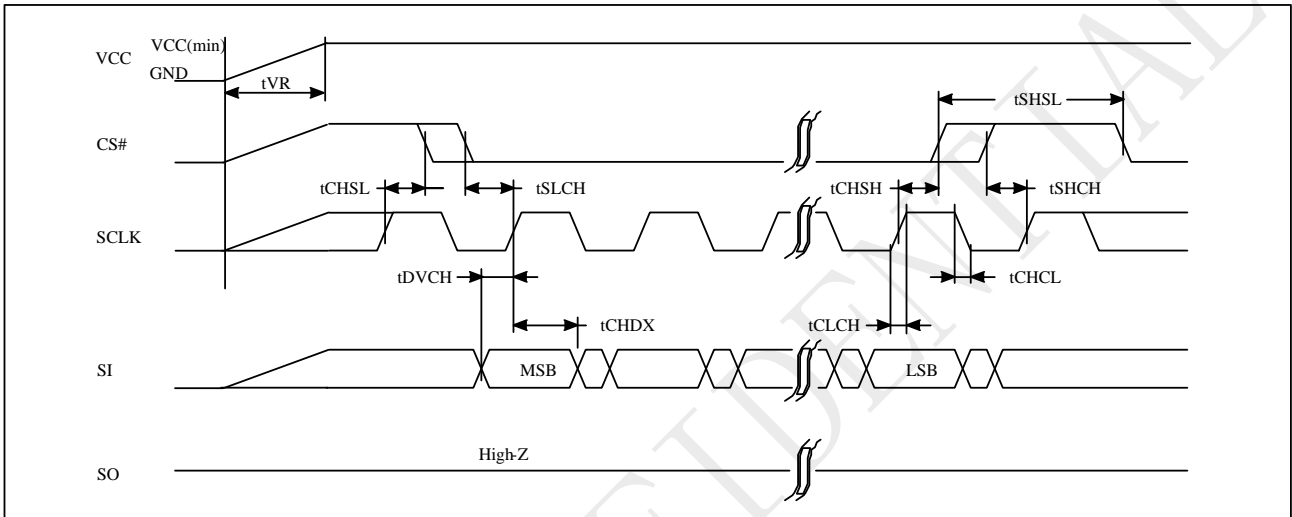 VCC
VCC(min)
GND
tVR
tSHSL
CS#
tCHSL
tSLCH
tCHSH
tSHCH
SCLK
tDVCH
tCHCL
tCHDX
tCLCH
SI
MSB
LSB
High-Z
SO